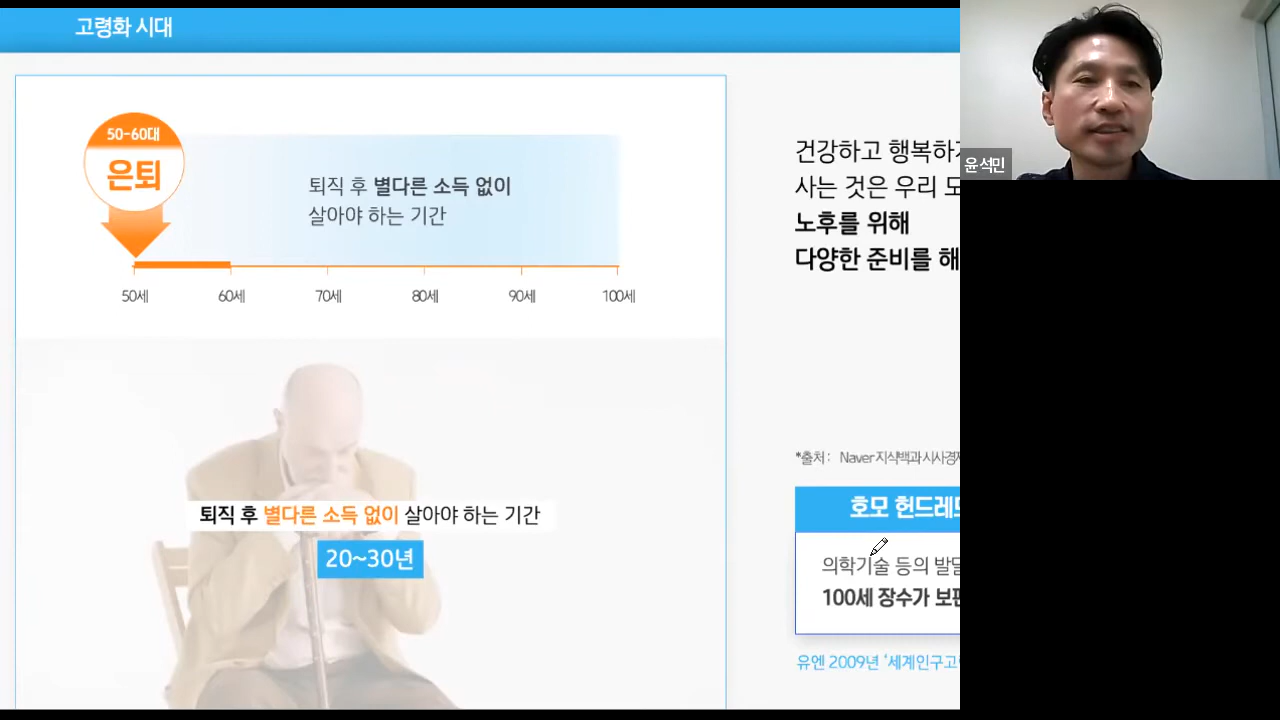 고령화 시대
50-60대
은퇴
퇴직 후 별다른 소득 없이
살아야 하는 기간
50세 60세 70세 80세 90세 100세
퇴직 후 별다른 소득 없이 살아야 하는 기간
20~30년
건강하고 행복하게
사는 것은 우리
노후를 위해
다양한 준비를 해
*출처 : Naver 지식백과 시사경제
호모 헌드레드
의학기술 등의 발달
100세 장수가 보편
유엔 2009년 '세계인구고
윤석민